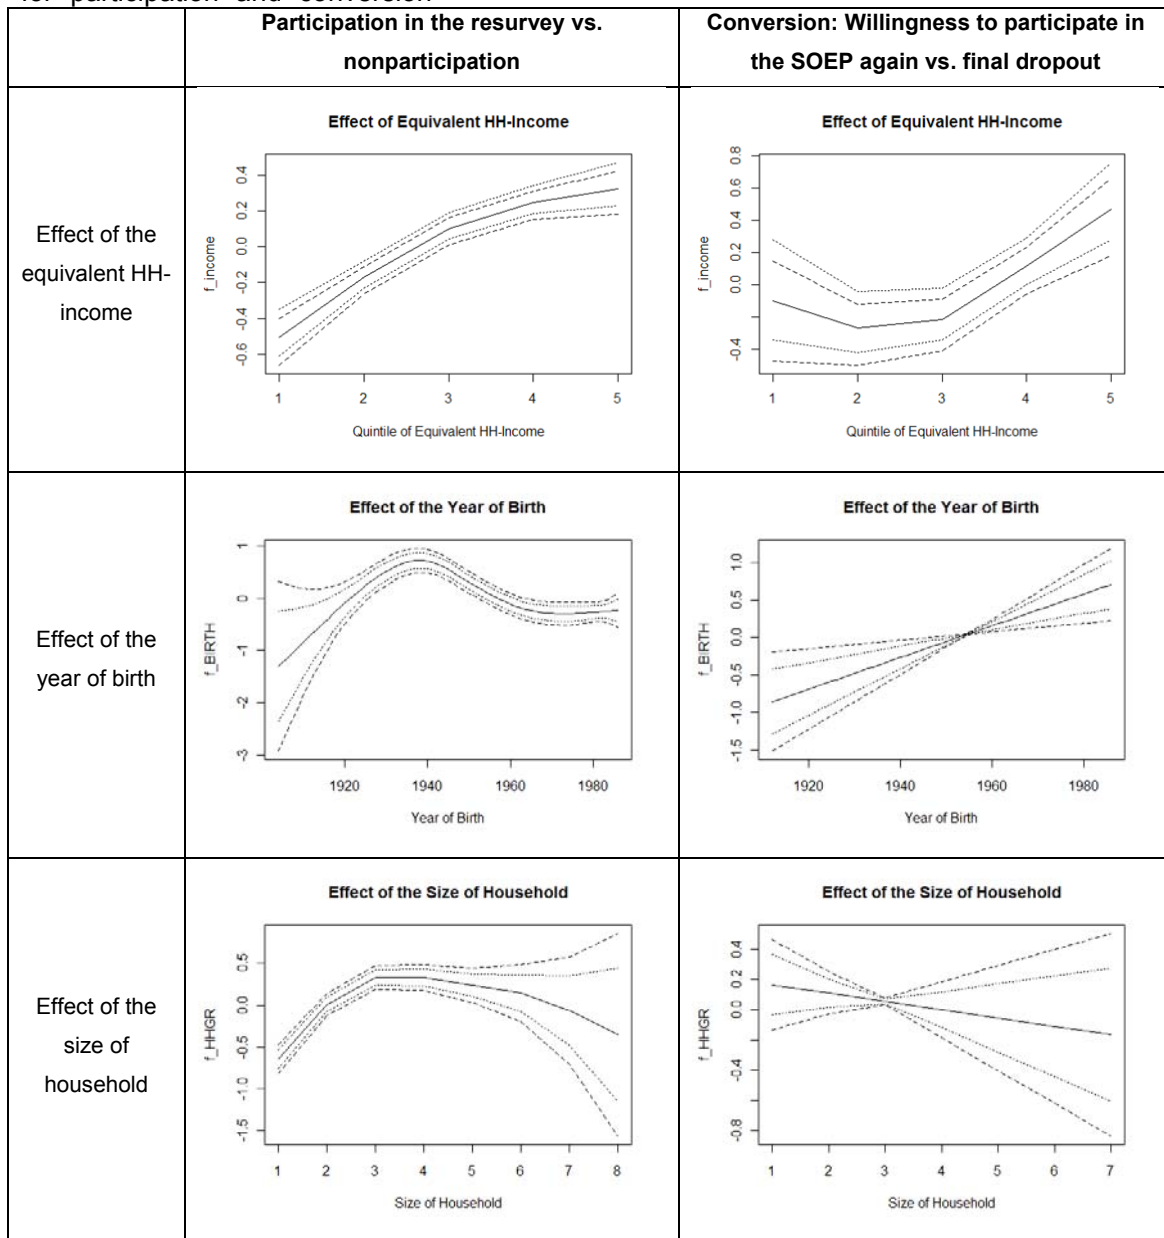 for participation and conversion
Participation in the resurvey vs.
nonparticipation
Conversion: Willingness to participate in
the SOEP again vs. final dropout
Effect of the
equivalent HH-
income
Effect of Equivalent HH-Income
f_income
0.4
0.2
0.0
-0.2
-0.4
-0.6
1 2 3 4 5
Quintile of Equivalent HH-Income
Effect of Equivalent HH-Income
f_income
0.8
0.6
0.4
0.2
0.0
-0.4
1 2 3 4 5
Quintile of Equivalent HH-Income
Effect of the
year of birth
Effect of the Year of Birth
f_BIRTH
1
0
-1
-2
-3
1920 1940 1960 1980
Year of Birth
Effect of the Year of Birth
f_BIRTH
1.0
0.5
0.0
-0.5
-1.0
-1.5
1920 1940 1960 1980
Year of Birth
Effect of the
size of
household
Effect of the Size of Household
f_HHGR
0.5
0.0
-0.5
-1.0
-1.5
1 2 3 4 5 6 7 8
Size of Household
Effect of the Size of Household
f_HHGR
0.4
0.2
0.0
-0.4
-0.8
1 2 3 4 5 6 7
Size of Household